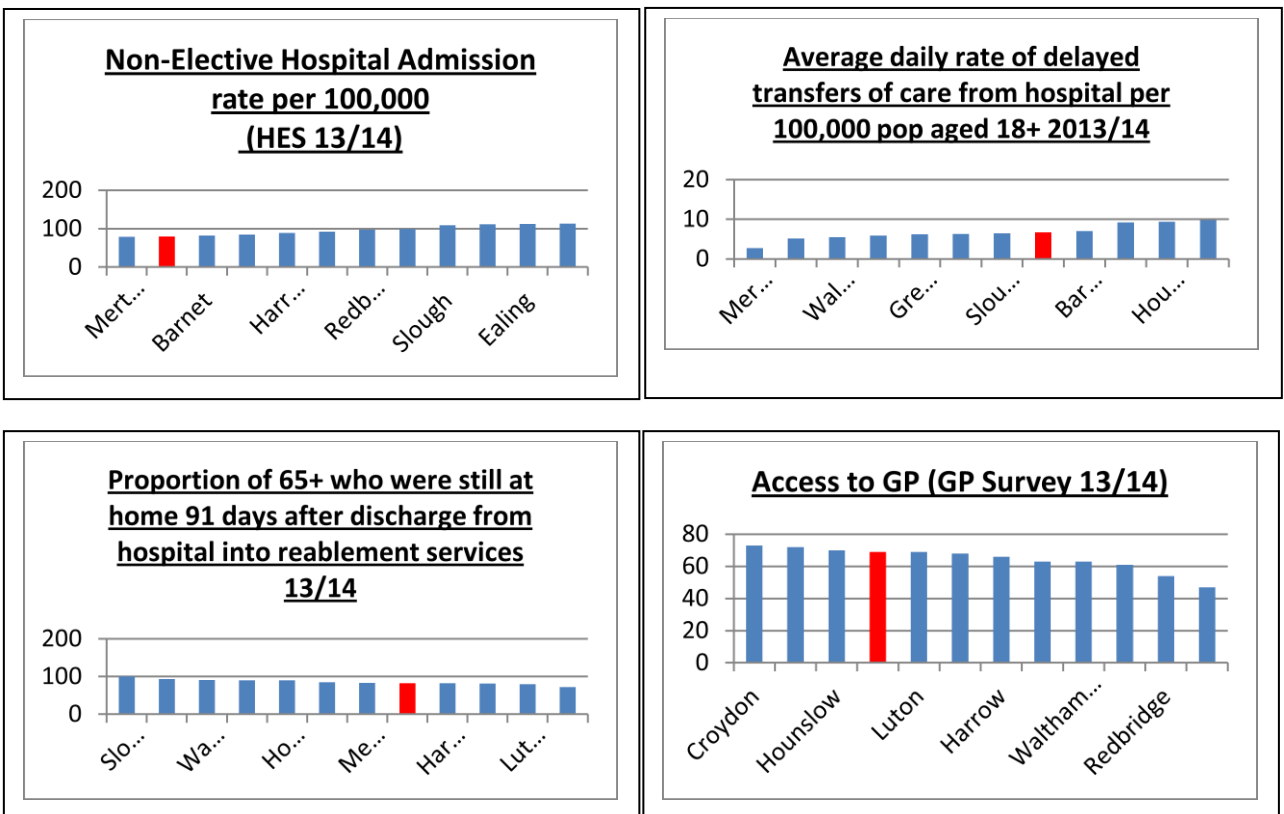 Non-Elective Hospital Admission
rate per 100,000
(HES 13/14)
200
100
0
Mert...
Barnet
Harr...
Redb...
Slough
Ealing
Average daily rate of delayed
transfers of care from hospital per
100,000 pop aged 18+ 2013/14
20
10
0
Mer...
Wal...
Gre...
Slou...
Bar...
Hou...
Proportion of 65+ who were still at
home 91 days after discharge from
hospital into reablement services
13/14
200
100
0
Slo...
Wa...
Ho...
Me...
Har...
Lut...
Access to GP (GP Survey 13/14)
80
60
40
20
0
Croydon
Hounslow
Luton
Harrow
Waltham...
Redbridge